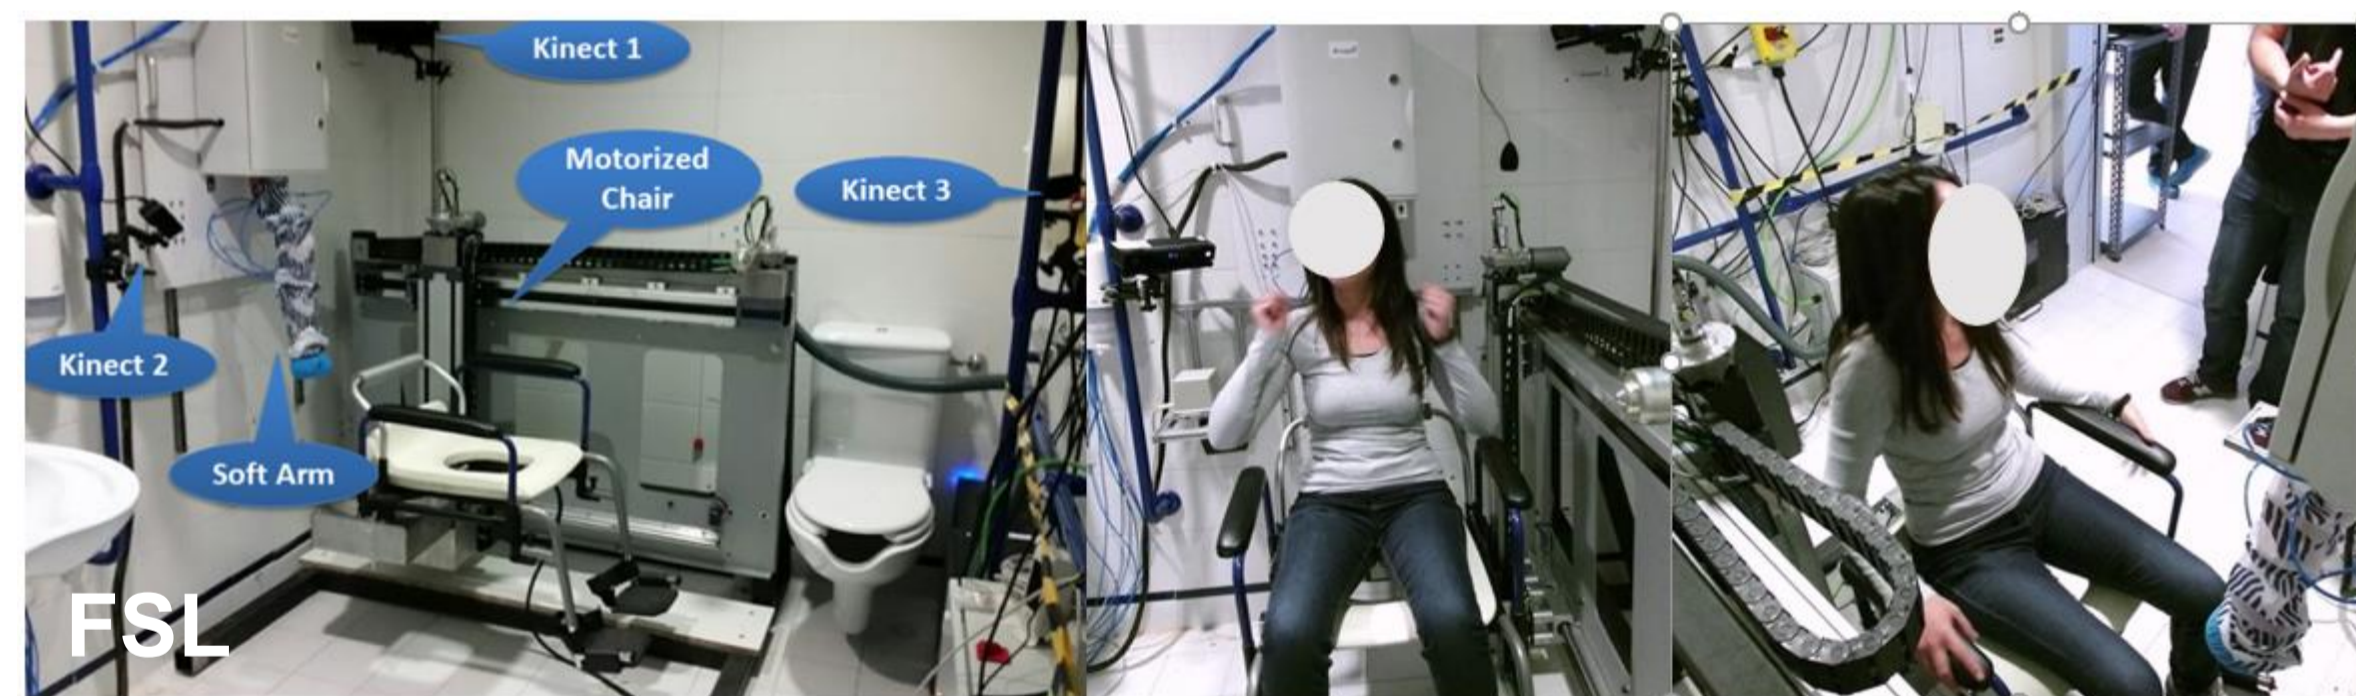 Kinect 1
Motorized
Chair
Kinect 3
Kinect 2
Soft Arm
FSL